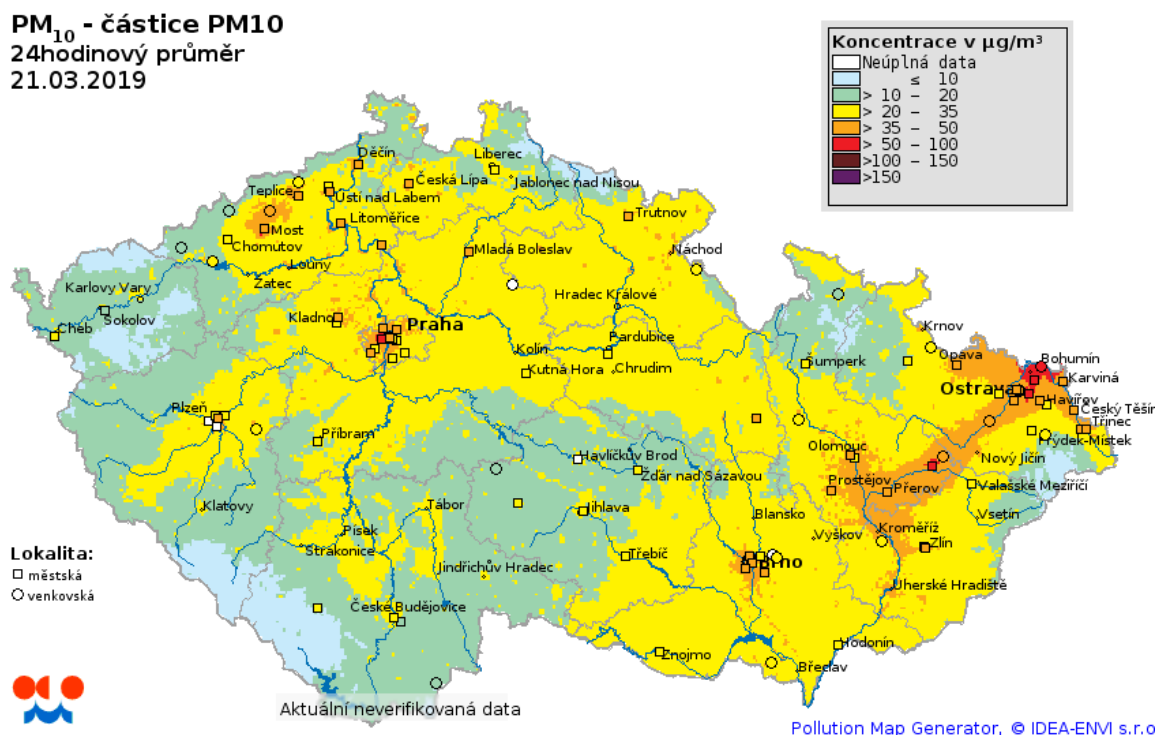 PM10 - částice PM10
24hodinový průměr
21.03.2019
Koncentrace v µg/m³
Neúplná data
≤ 10
> 10 – 20
> 20 – 35
> 35 – 50
> 50 – 100
>100 – 150
>150
Děčín
Liberec
Teplice
Česká Lípa
Jablonec nad Nisou
Ústí nad Labem
Litoměřice
Trutnov
Most
Chomutov
Mladá Boleslav
Náchod
Louny
Žatec
Karlovy Vary
Hradec Králové
Sokolov
Kladno
Praha
Cheb
Pardubice
Krnov
Kolín
Opava
Bohumín
Kutná Hora
Chrudim
Šumperk
Karviná
Ostrava
Havířov
Plzeň
Český Těšín
Třinec
Příbram
Frýdek-Místek
Olomouc
Havlíčkův Brod
Nový Jičín
Žďár nad Sázavou
Prostějov
Přerov
Valašské Meziříčí
Klatovy
Tábor
Jihlava
Blansko
Vsetín
Písek
Vyškov
Kroměříž
Strakonice
Zlín
Třebíč
Brno
Jindřichův Hradec
Uherské Hradiště
České Budějovice
Hodonín
Znojmo
Břeclav
Lokalita:
městská
venkovská
Aktuální neverifikovaná data
Pollution Map Generator, © IDEA-ENVI s.r.o